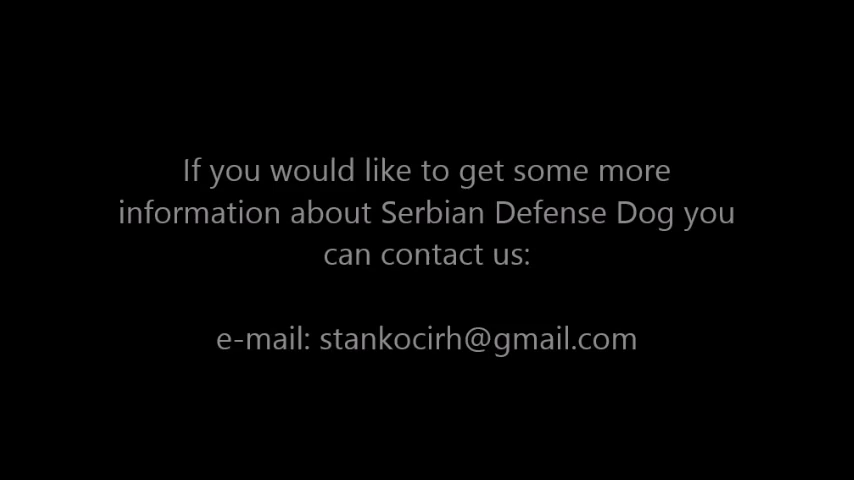 If you would like to get some more
information about Serbian Defense Dog you
can contact us:
e-mail: stankocirh@gmail.com